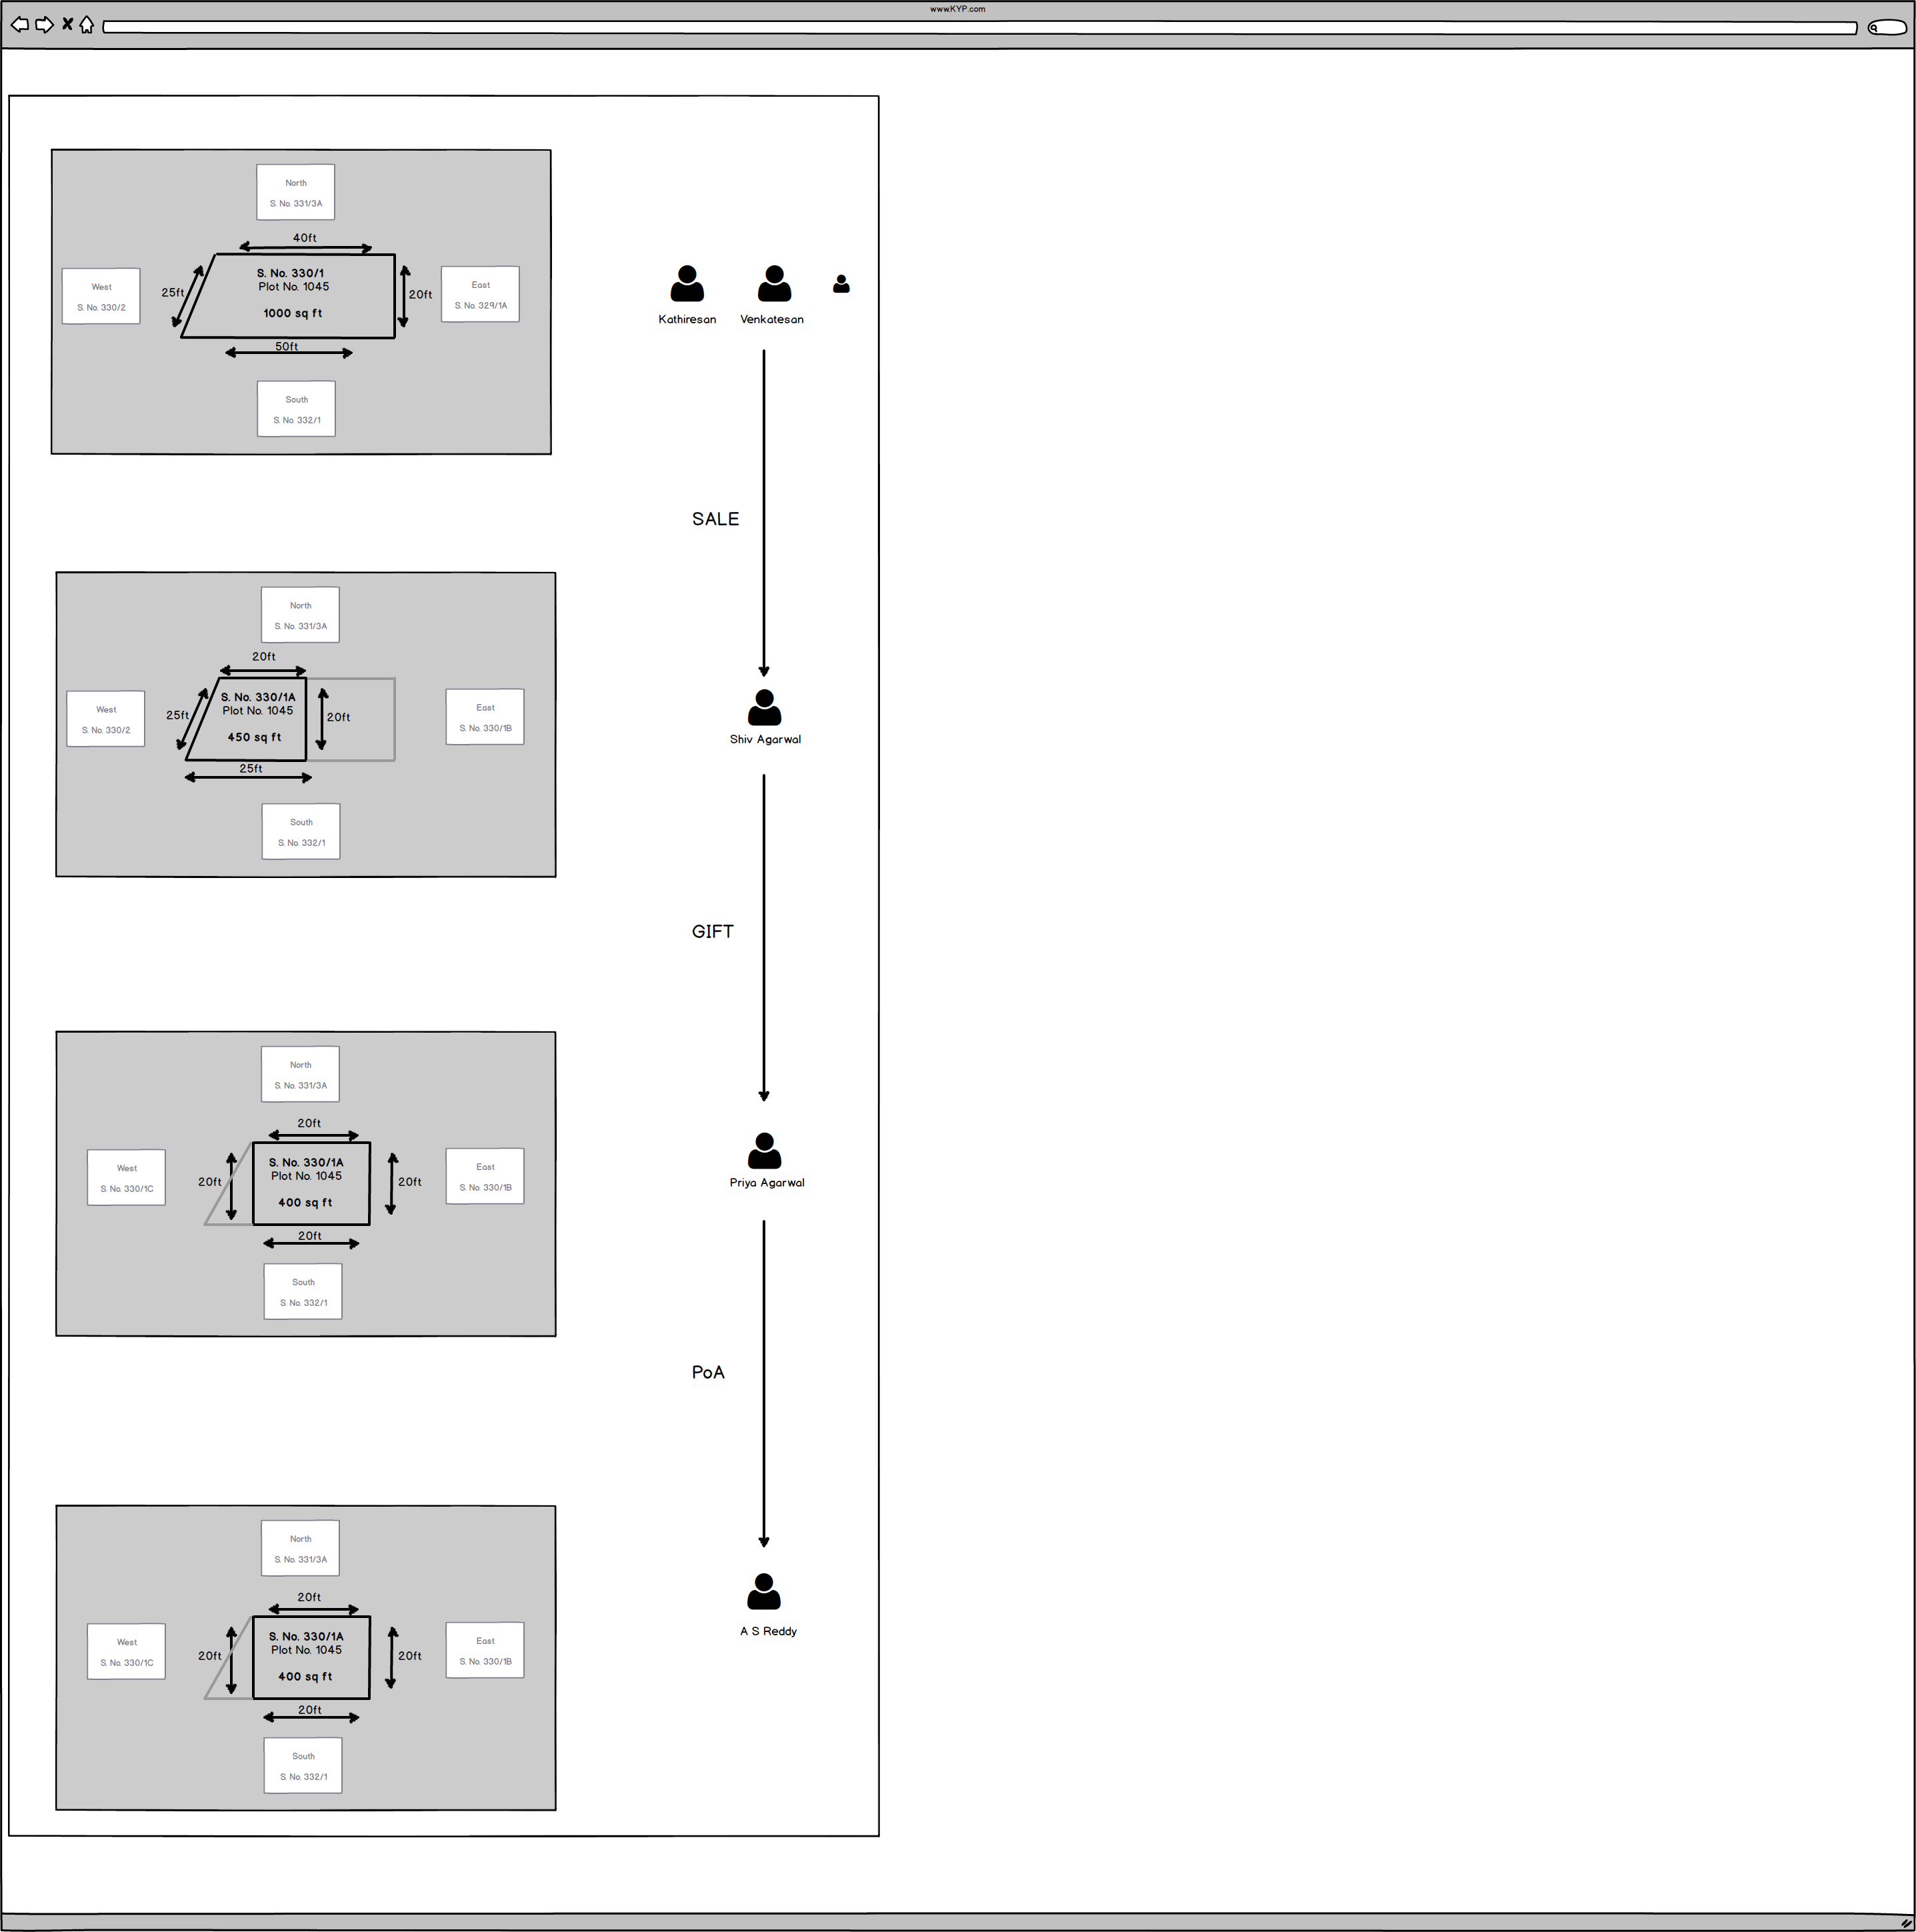 www.KYP.com
North
S. No. 331/3A
40ft
S. No. 330/1
Plot No. 1045
1000 sq ft
25ft
20ft
West
S. No. 330/2
East
S. No. 329/1A
50ft
South
S. No. 332/1
Kathiresan
Venkatesan
SALE
North
S. No. 331/3A
20ft
S. No. 330/1A
Plot No. 1045
450 sq ft
25ft
20ft
West
S. No. 330/2
East
S. No. 330/1B
25ft
South
S. No. 332/1
Shiv Agarwal
GIFT
North
S. No. 331/3A
20ft
S. No. 330/1A
Plot No. 1045
400 sq ft
20ft
20ft
West
S. No. 330/1C
East
S. No. 330/1B
20ft
South
S. No. 332/1
Priya Agarwal
PoA
North
S. No. 331/3A
20ft
S. No. 330/1A
Plot No. 1045
400 sq ft
20ft
20ft
West
S. No. 330/1C
East
S. No. 330/1B
20ft
South
S. No. 332/1
A S Reddy